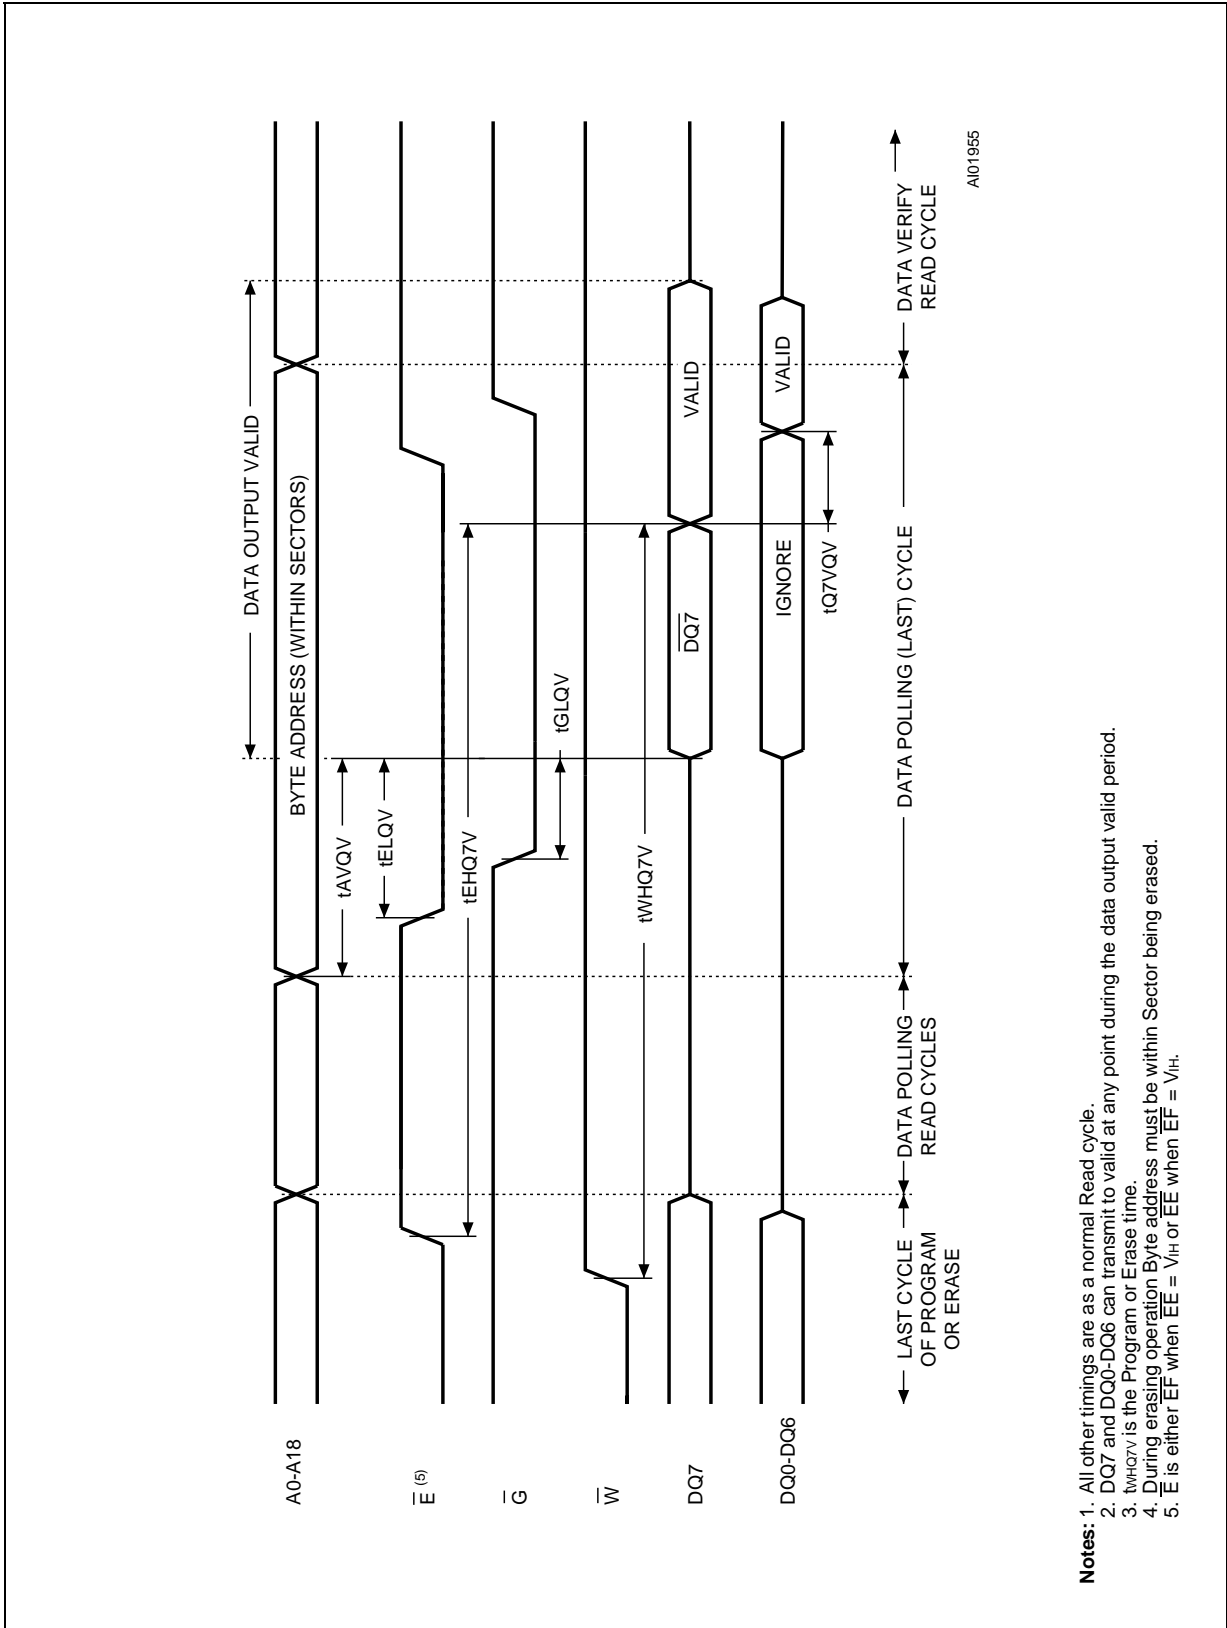 DATA OUTPUT VALID
A0-A18
BYTE ADDRESS (WITHIN SECTORS)
tAVQV
tELQV
E (5)
tEHQ7V
G
tGLQV
W
tWHQ7V
DQ7
DQ7
VALID
DQ0-DQ6
IGNORE
VALID
tQ7VQV
LAST CYCLE
OF PROGRAM
OR ERASE
DATA POLLING
READ CYCLES
DATA POLLING (LAST) CYCLE
DATA VERIFY
READ CYCLE
AI01955
Notes: 1. All other timings are as a normal Read cycle.
2. DQ7 and DQ0-DQ6 can transmit to valid at any point during the data output valid period.
3. tWHQ7V is the Program or Erase time.
4. During erasing operation Byte address must be within Sector being erased.
5. E is either EF when EE = VIH or EE when EF = VIH.